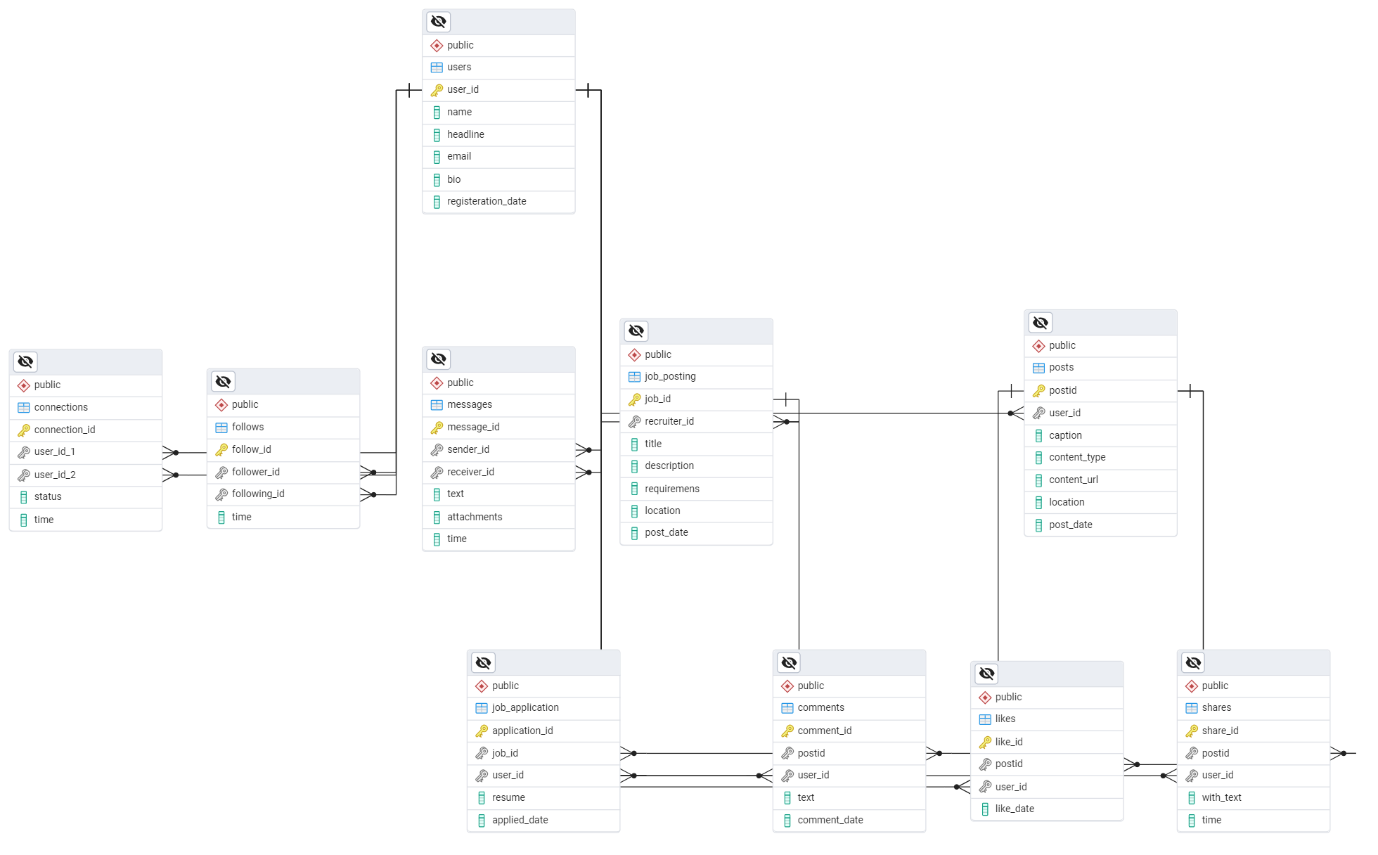 public
users
user_id
name
headline
email
bio
registeration_date
public
connections
connection_id
user_id_1
user_id_2
status
time
public
follows
follow_id
follower_id
following_id
time
public
messages
message_id
sender_id
receiver_id
text
attachments
time
public
job_posting
job_id
recruiter_id
title
description
requiremens
location
post_date
public
posts
postid
user_id
caption
content_type
content_url
location
post_date
public
job_application
application_id
job_id
user_id
resume
applied_date
public
comments
comment_id
postid
user_id
text
comment_date
public
likes
like_id
postid
user_id
like_date
public
shares
share_id
postid
user_id
with_text
time